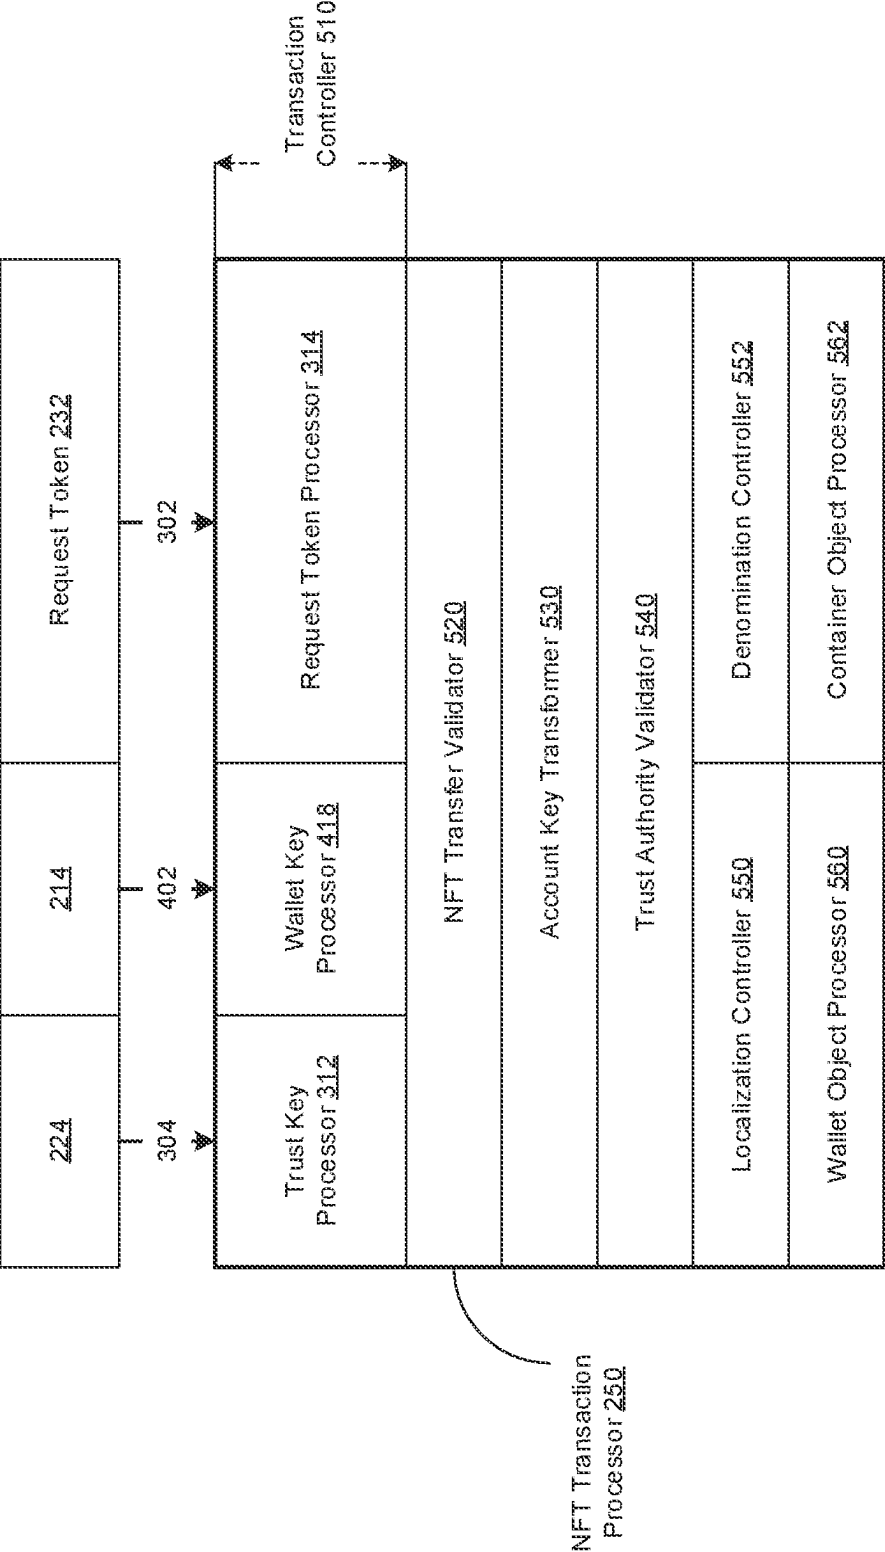 224
214
Request Token 232
304
402
302
Trust Key
Processor 312
Wallet Key
Processor 418
Request Token Processor 314
Transaction
Controller 510
NFT Transfer Validator 520
Account Key Transformer 530
Trust Authority Validator 540
Localization Controller 550
Denomination Controller 552
Wallet Object Processor 560
Container Object Processor 562
NFT Transaction
Processor 250